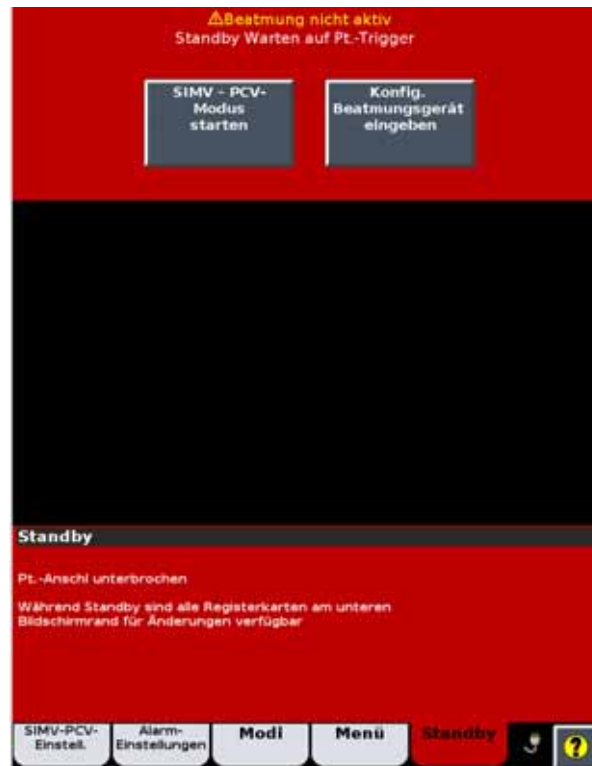 ⚠Beatmung nicht aktiv
Standby Warten auf Pt.-Trigger
SIMV - PCV-
Modus
starten
Konfig.
Beatmungsgerät
eingeben
Standby
Pt.-Anschl unterbrochen
Während Standby sind alle Registerkarten am unteren
Bildschirmrand für Änderungen verfügbar
SIMV-PCV-
Einstell.
Alarm-
Einstellungen
Modi
Menü
Standby
?